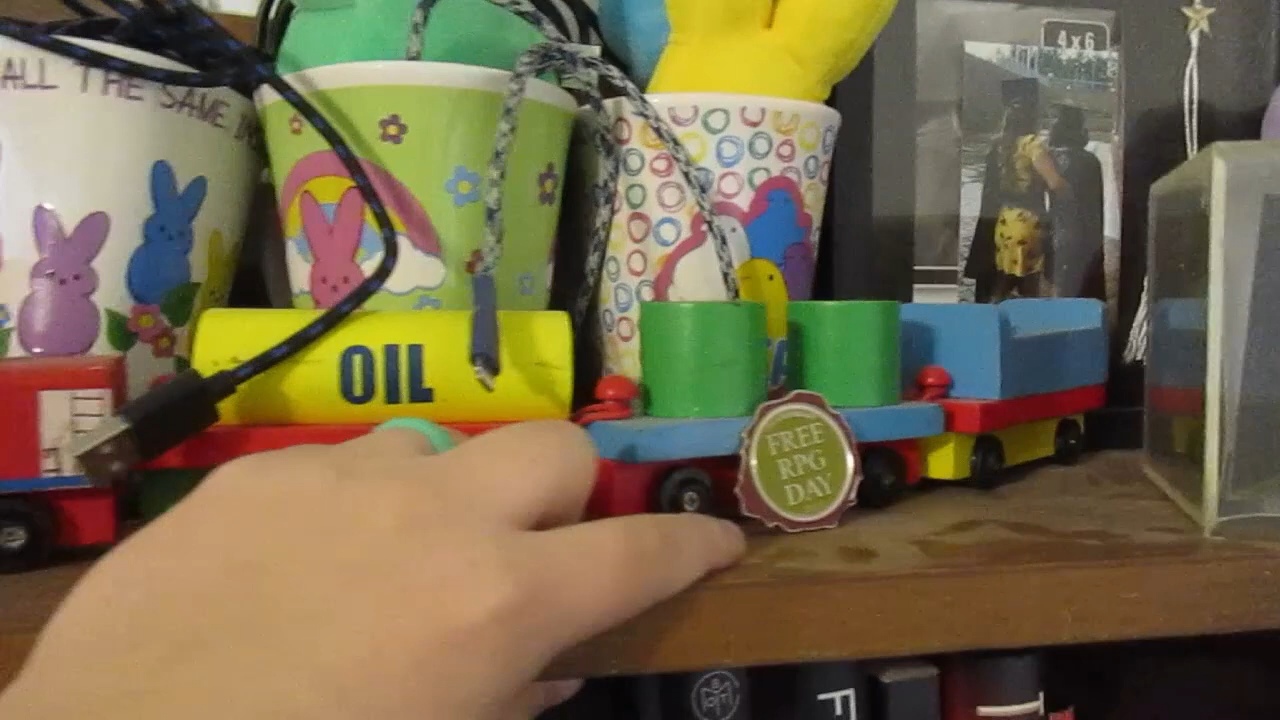 ALL THE SAME
4x6
OIL
FREE
RPG
DAY
F